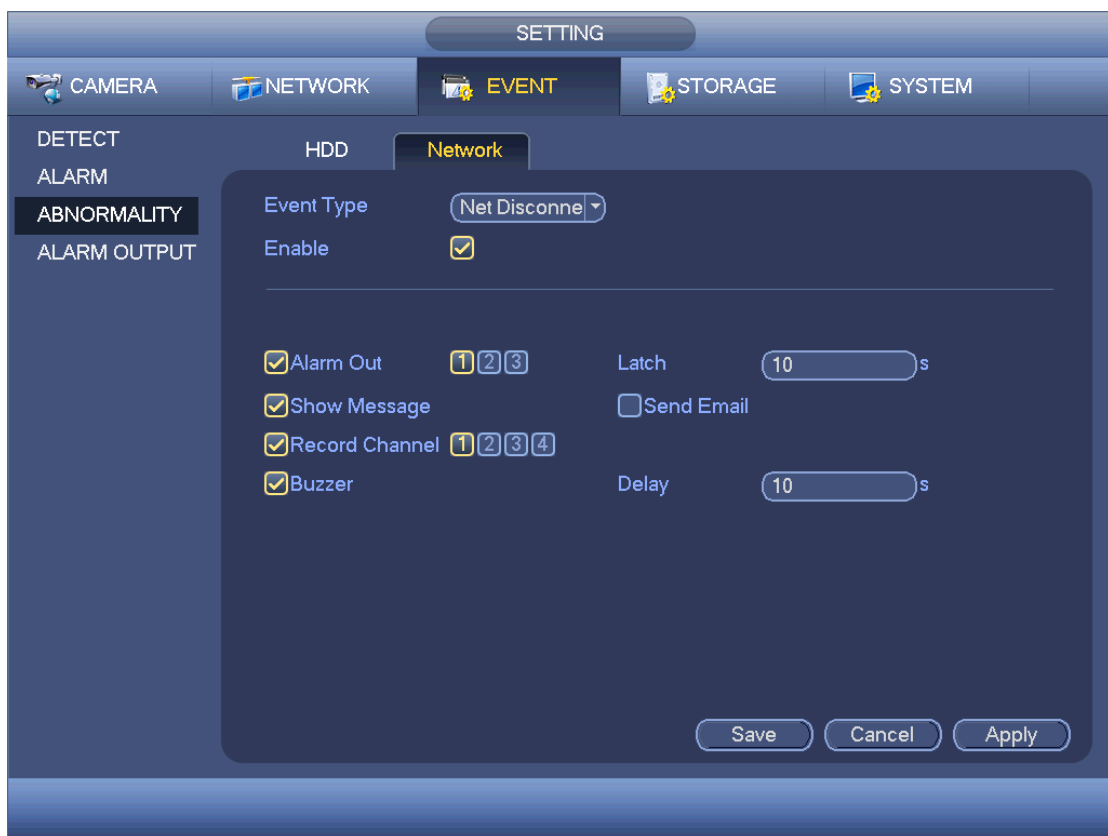 SETTING
CAMERA NETWORK EVENT STORAGE SYSTEM
DETECT
ALARM
ABNORMALITY
ALARM OUTPUT
HDD Network
Event Type Net Disconne
Enable
Alarm Out 1 2 3 Latch 10 s
Show Message Send Email
Record Channel 1 2 3 4
Buzzer Delay 10 s
Save Cancel Apply